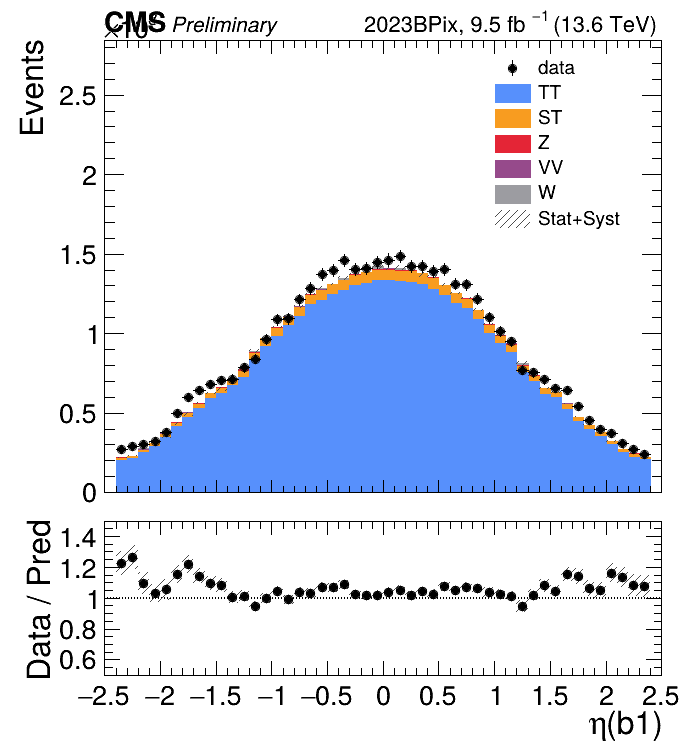 CMS Preliminary 2023BPix, 9.5 fb⁻¹ (13.6 TeV)
Events
2.5
2
1.5
1
0.5
0
data
TT
ST
Z
VV
W
Stat+Syst
Data / Pred
1.4
1.2
1
0.8
0.6
−2.5 −2 −1.5 −1 −0.5 0 0.5 1 1.5 2 2.5
η(b1)